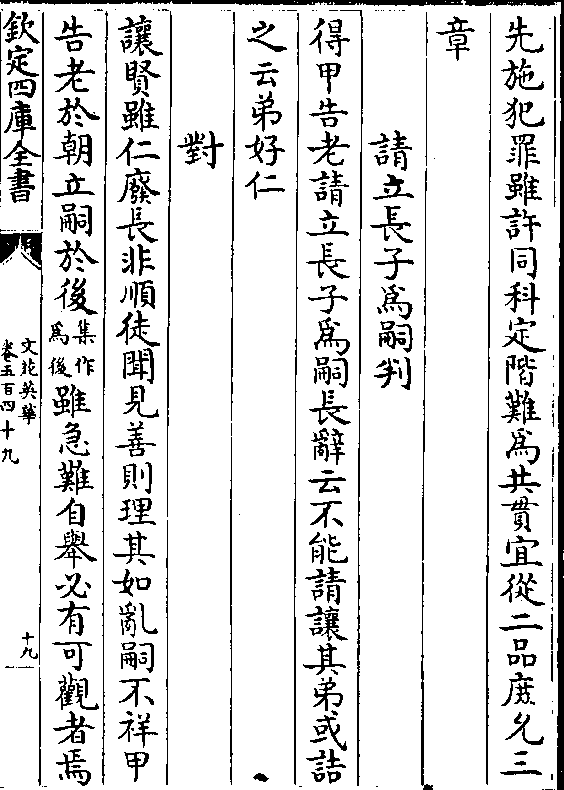 先施犯罪雖許同科定階難爲共貫宜從二品庶允三
章
請立長子爲嗣判
得甲告老請立長子爲嗣長辭云不能請讓其弟或詰
之云弟好仁
對
讓賢雖仁廢長非順徒聞見善則理其如亂嗣不祥甲
告老於朝立嗣於後集作爲後雖急難自舉必有可觀者焉
欽定四庫全書
文苑英華
卷五百四十九
十九